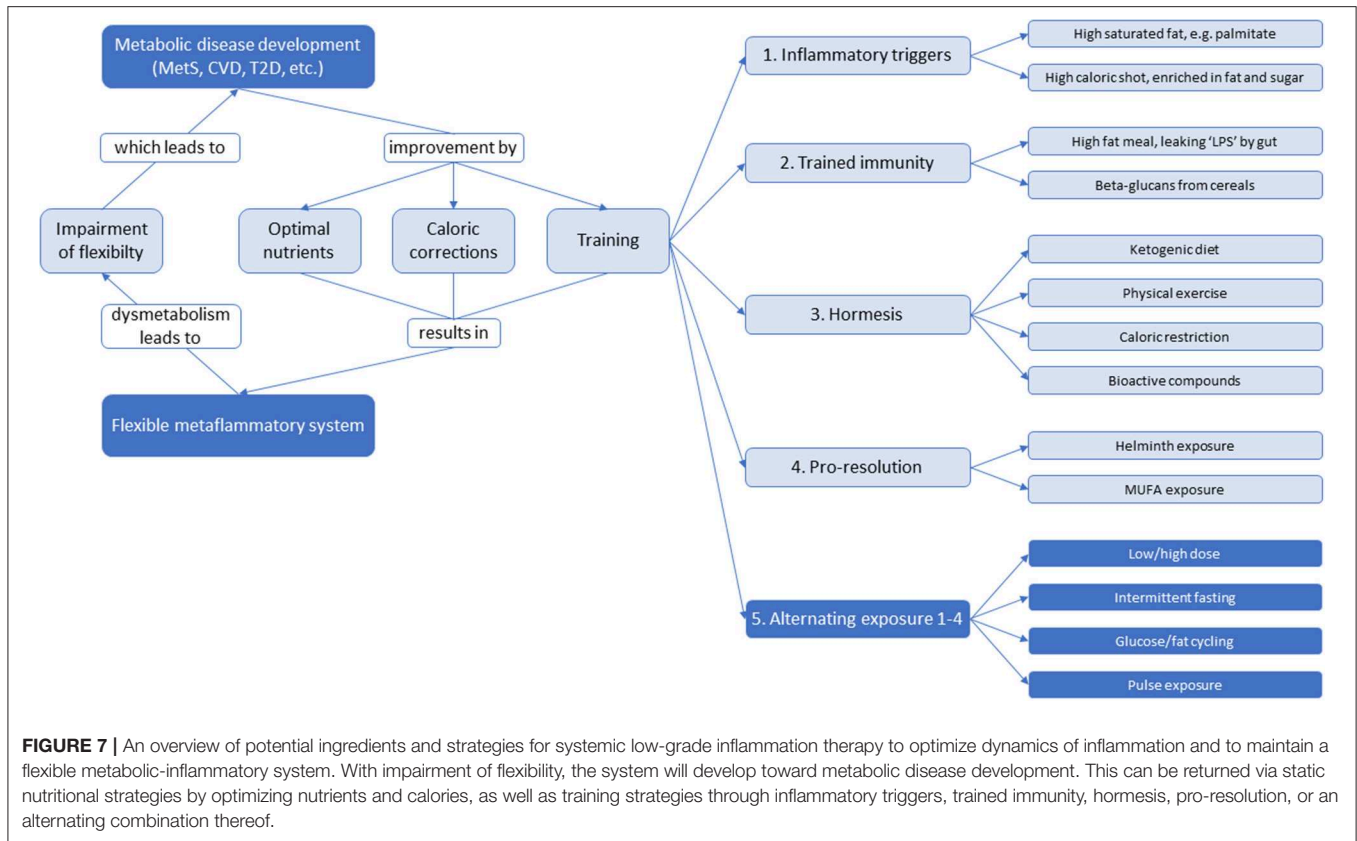 Metabolic disease development
(MetS, CVD, T2D, etc.)
which leads to
improvement by
Impairment
of flexibilty
Optimal
nutrients
Caloric
corrections
Training
dysmetabolism
leads to
results in
Flexible metaflammatory system
1. Inflammatory triggers
High saturated fat, e.g. palmitate
High caloric shot, enriched in fat and sugar
2. Trained immunity
High fat meal, leaking ‘LPS’ by gut
Beta-glucans from cereals
3. Hormesis
Ketogenic diet
Physical exercise
Caloric restriction
Bioactive compounds
4. Pro-resolution
Helminth exposure
MUFA exposure
5. Alternating exposure 1-4
Low/high dose
Intermittent fasting
Glucose/fat cycling
Pulse exposure
FIGURE 7 | An overview of potential ingredients and strategies for systemic low-grade inflammation therapy to optimize dynamics of inflammation and to maintain a
flexible metabolic-inflammatory system. With impairment of flexibility, the system will develop toward metabolic disease development. This can be returned via static
nutritional strategies by optimizing nutrients and calories, as well as training strategies through inflammatory triggers, trained immunity, hormesis, pro-resolution, or an
alternating combination thereof.